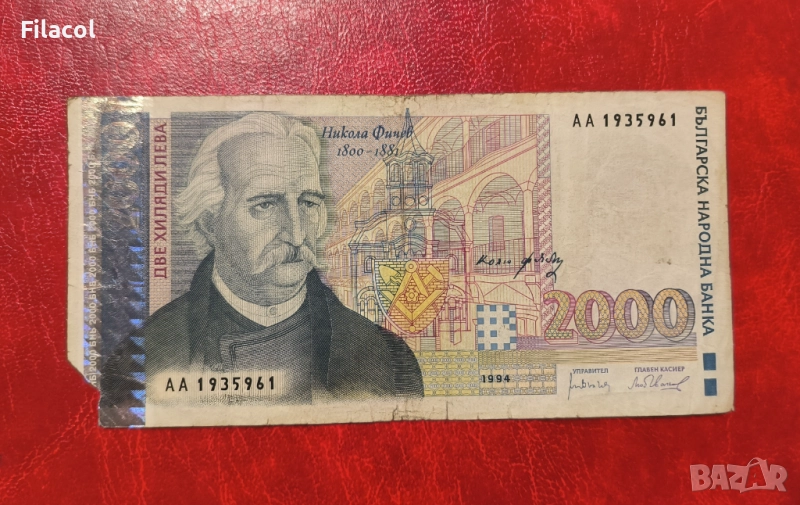 Filacol
Никола Фичев
1800-1881
АА 1935961
ДВЕ ХИЛЯДИ ЛЕВА
БЪЛГАРСКА НАРОДНА БАНКА
2000
АА 1935961
1994
УПРАВИТЕЛ
ГЛАВЕН КАСИЕР
BAZAR